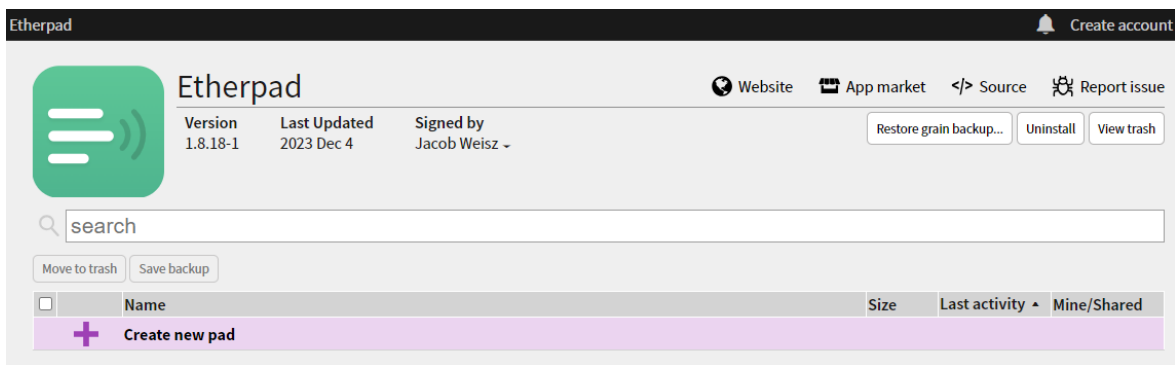 Etherpad Create account
Etherpad Website App market </> Source Report issue
Version Last Updated Signed by
1.8.18-1 2023 Dec 4 Jacob Weisz
Restore grain backup... Uninstall View trash
search
Move to trash Save backup
Name Size Last activity Mine/Shared
Create new pad